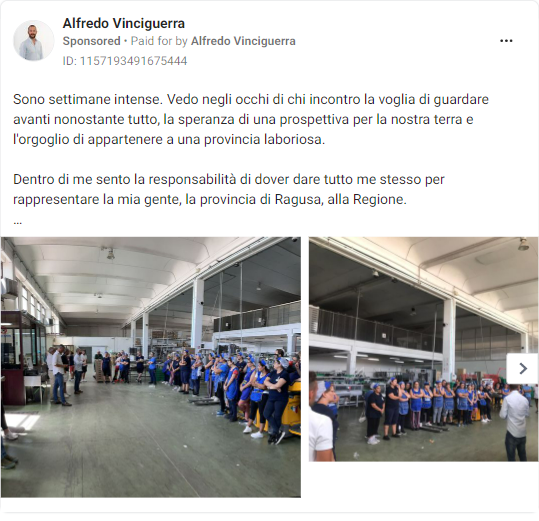 Alfredo Vinciguerra
Sponsored • Paid for by Alfredo Vinciguerra
ID: 1157193491675444
Sono settimane intense. Vedo negli occhi di chi incontro la voglia di guardare
avanti nonostante tutto, la speranza di una prospettiva per la nostra terra e
l'orgoglio di appartenere a una provincia laboriosa.
Dentro di me sento la responsabilità di dover dare tutto me stesso per
rappresentare la mia gente, la provincia di Ragusa, alla Regione.
...